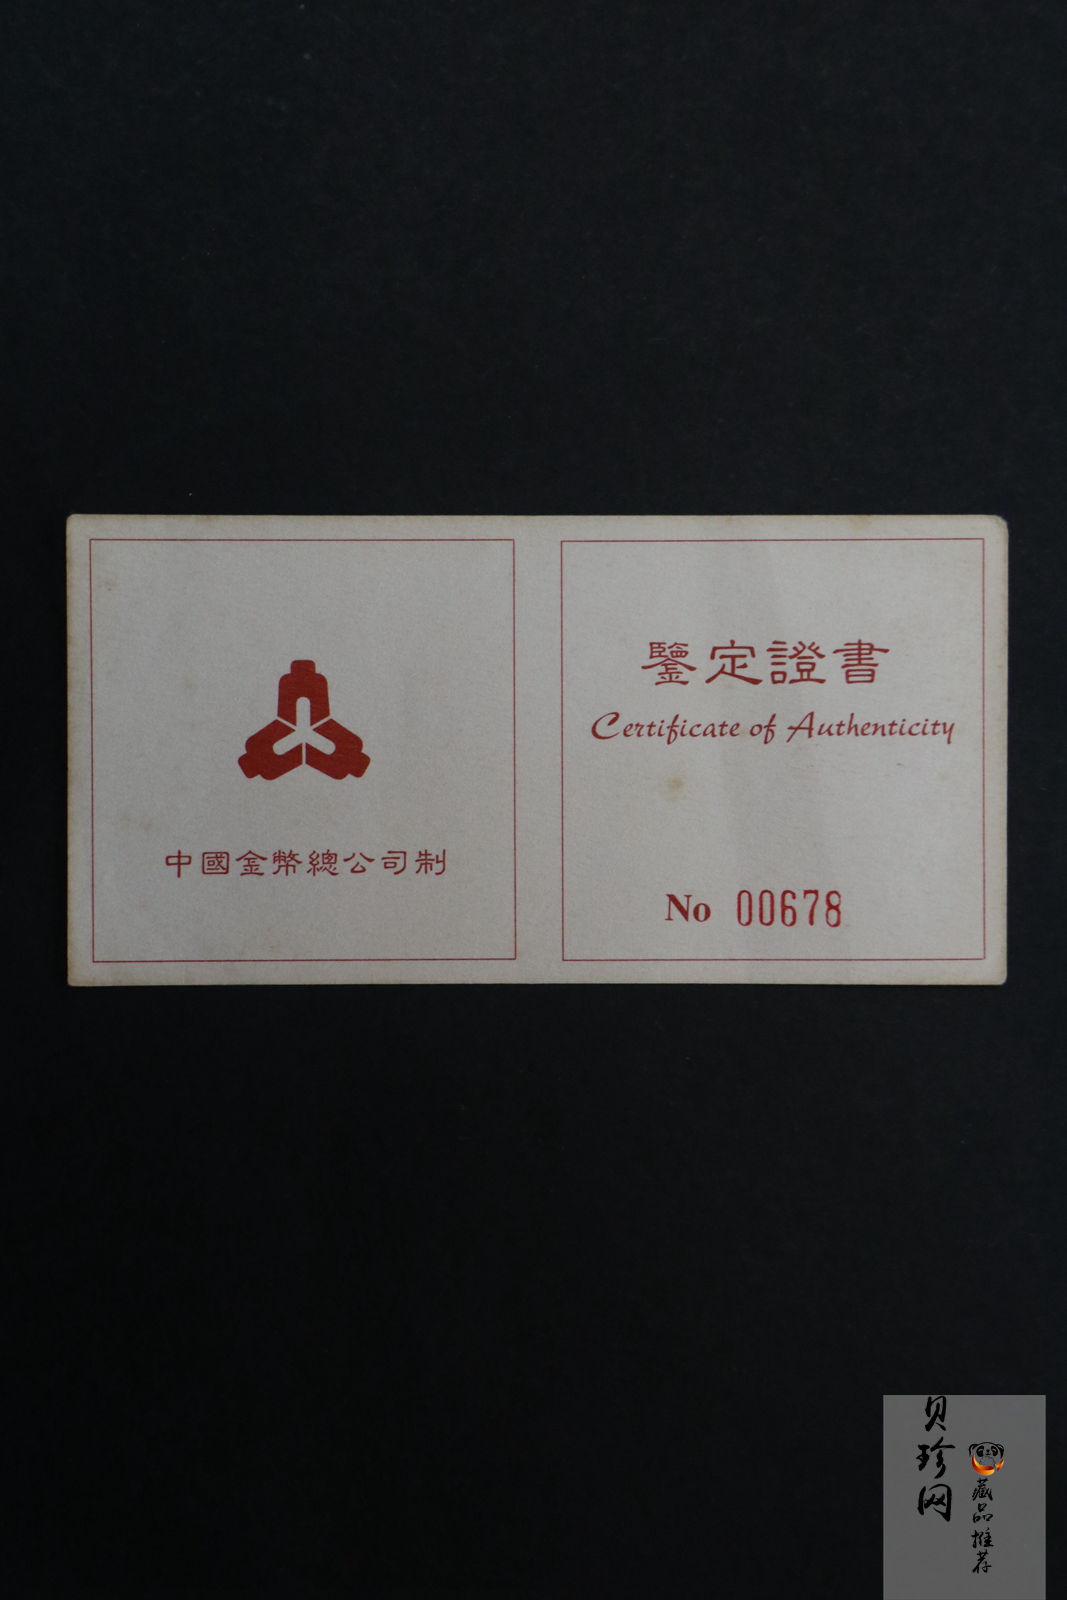 中國金幣總公司制
鑒定證書
Certificate of Authenticity
No 00678
贝珍网
藏品推荐